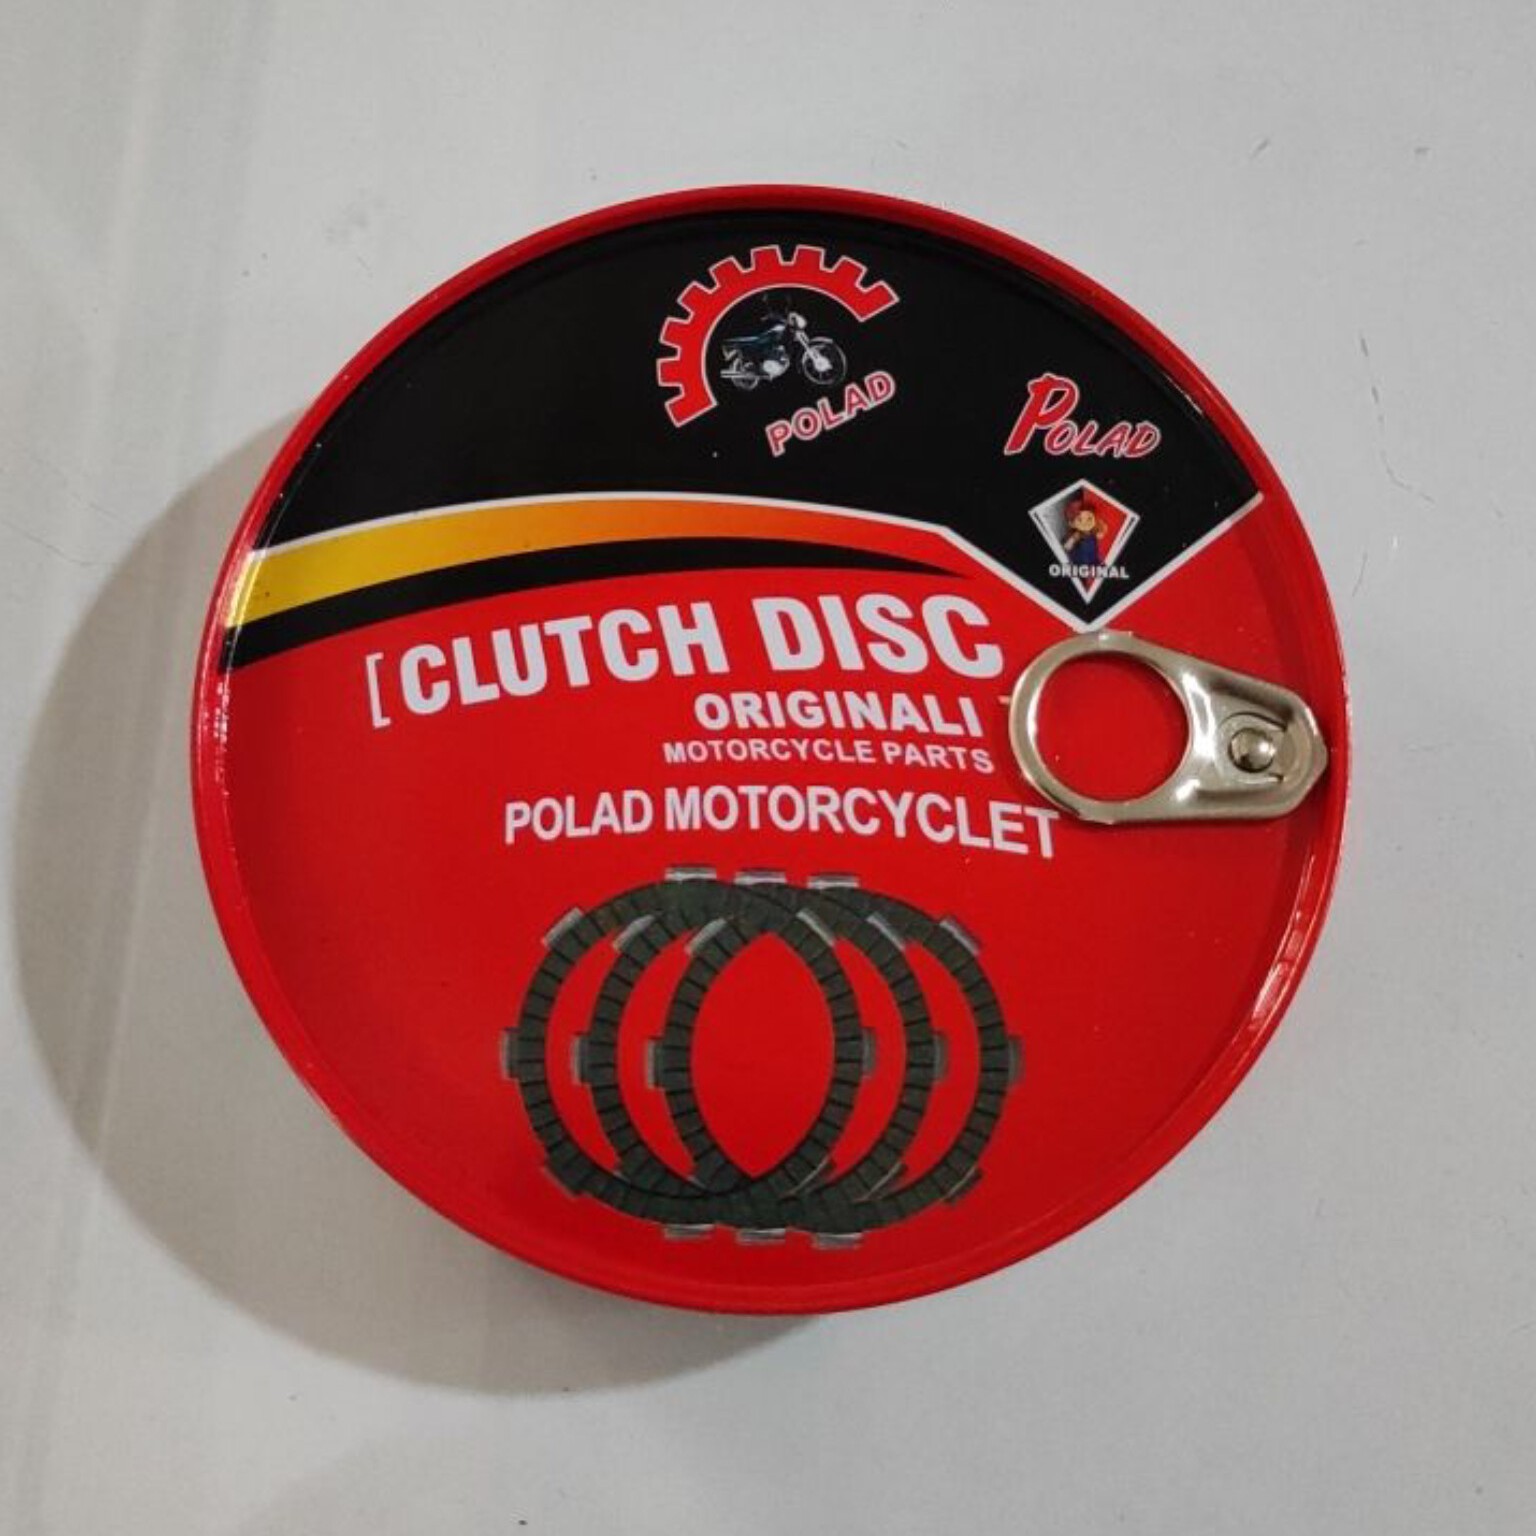 POLAD
POLAD
ORIGINAL
[CLUTCH DISC
ORIGINALI
MOTORCYCLE PARTS
POLAD MOTORCYCLET